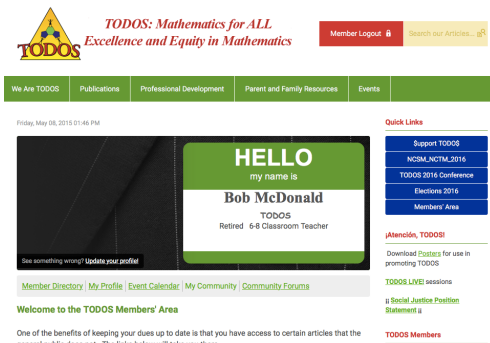 TODOS: Mathematics for ALL
Excellence and Equity in Mathematics
TODOS
Member Logout
Search our Articles...
We Are TODOS
Publications
Professional Development
Parent and Family Resources
Events
Friday, May 08, 2015 01:46 PM
HELLO
my name is
Bob McDonald
TODOS
Retired 6-8 Classroom Teacher
See something wrong? Update your profile!
Member Directory | My Profile | Event Calendar | My Community | Community Forums
Welcome to the TODOS Members' Area
One of the benefits of keeping your dues up to date is that you have access to certain articles that the
Quick Links
$upport TODO$
NCSM_NCTM_2016
TODOS 2016 Conference
Elections 2016
Members' Area
¡Atención, TODOS!
Download Posters for use in
promoting TODOS
TODOS LIVE! sessions
¡¡ Social Justice Position
Statement ¡¡
TODOS Members